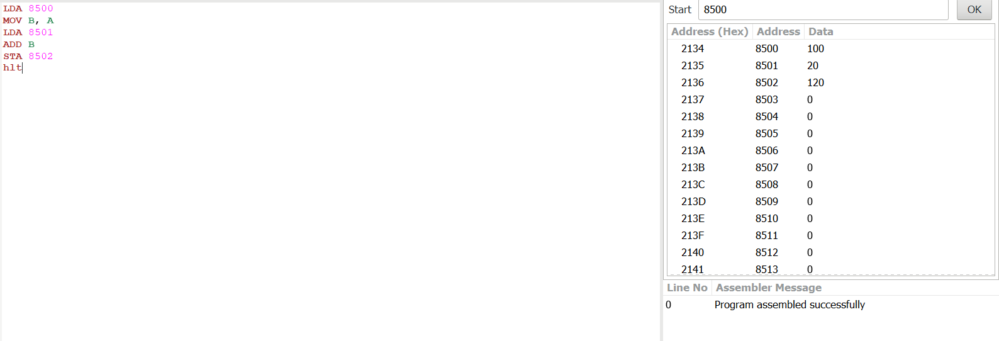 LDA 8500
MOV B, A
LDA 8501
ADD B
STA 8502
hlt
Start 8500 OK
Address (Hex) Address Data
2134 8500 100
2135 8501 20
2136 8502 120
2137 8503 0
2138 8504 0
2139 8505 0
213A 8506 0
213B 8507 0
213C 8508 0
213D 8509 0
213E 8510 0
213F 8511 0
2140 8512 0
2141 8513 0
Line No Assembler Message
0 Program assembled successfully